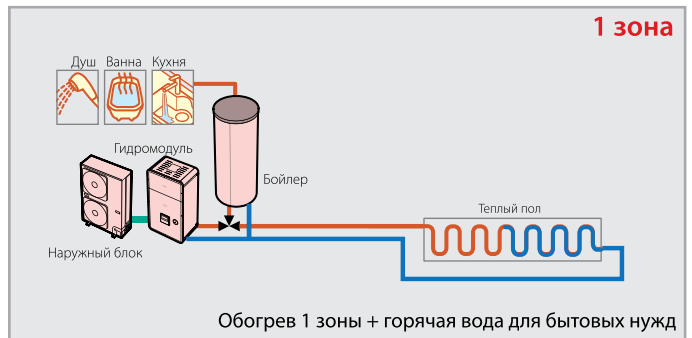 1 зона
Душ Ванна Кухня
Гидромодуль
Бойлер
Теплый пол
Наружный блок
Обогрев 1 зоны + горячая вода для бытовых нужд